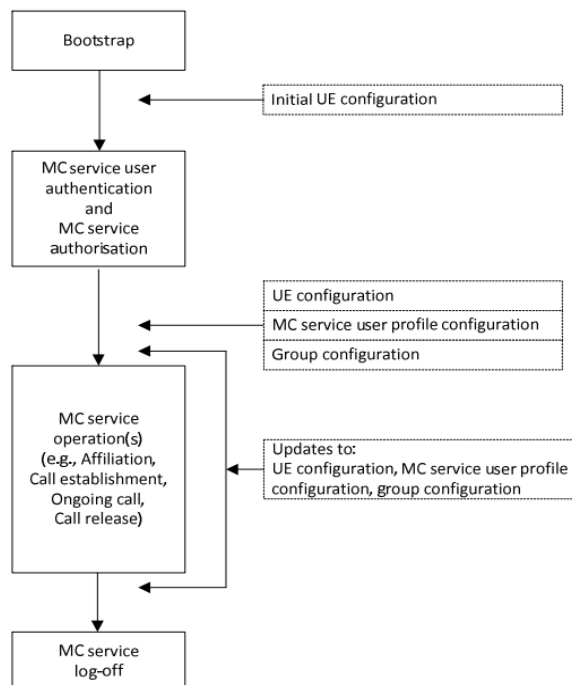 Bootstrap
Initial UE configuration
MC service user
authentication
and
MC service
authorisation
UE configuration
MC service user profile configuration
Group configuration
MC service
operation(s)
(e.g., Affiliation,
Call establishment,
Ongoing call,
Call release)
Updates to:
UE configuration, MC service user profile
configuration, group configuration
MC service
log-off